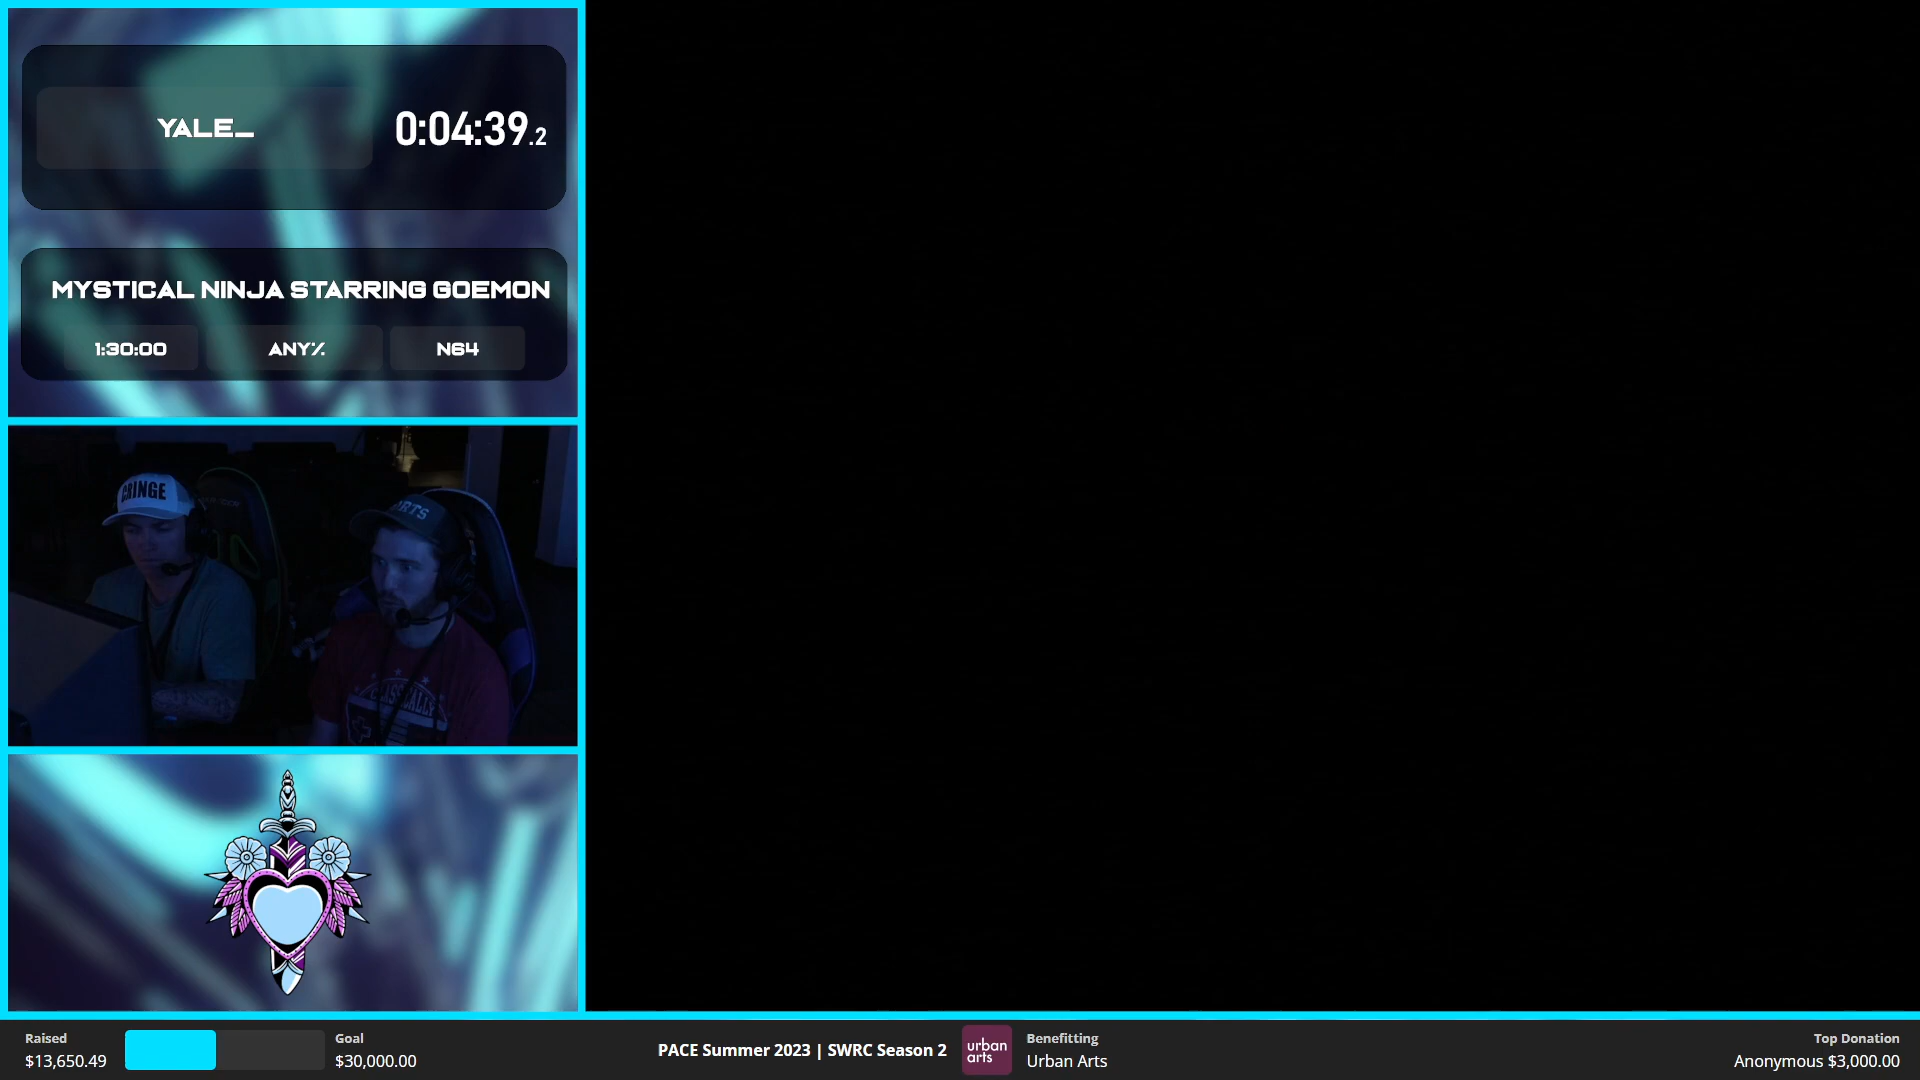 YALE_
0:04:39.2
MYSTICAL NINJA STARRING GOEMON
1:30:00
ANY%
N64
CRINGE
Raised
$13,650.49
Goal
$30,000.00
PACE Summer 2023 | SWRC Season 2
urban
arts
Benefitting
Urban Arts
Top Donation
Anonymous $3,000.00